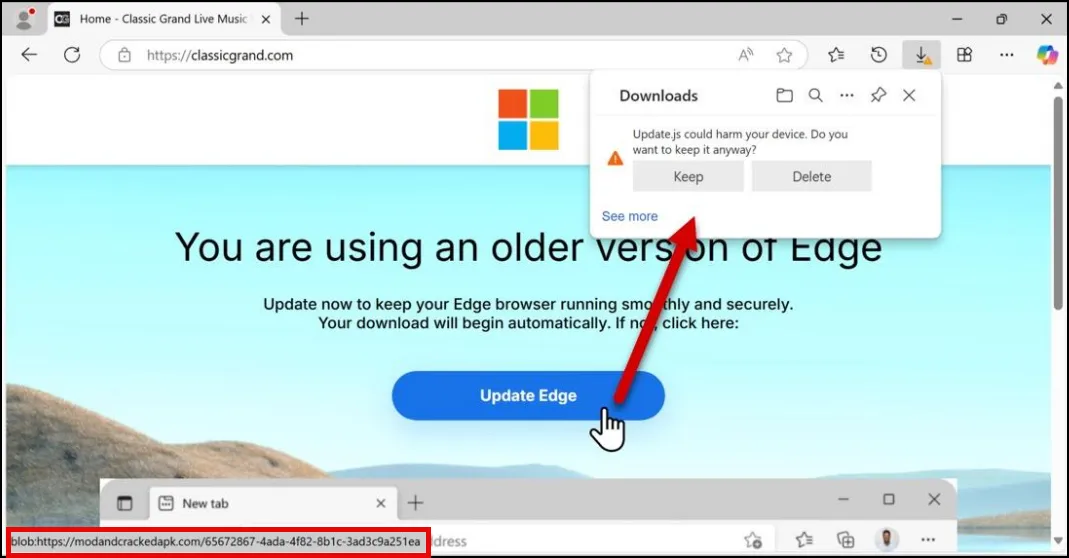 Home - Classic Grand Live Music
https://classicgrand.com
Downloads
Update.js could harm your device. Do you
want to keep it anyway?
Keep
Delete
See more
You are using an older version of Edge
Update now to keep your Edge browser running smoothly and securely.
Your download will begin automatically. If not, click here:
Update Edge
New tab
blob:https://modandcrackedapk.com/65672867-4ada-4f82-8b1c-3ad3c9a251ea
dress